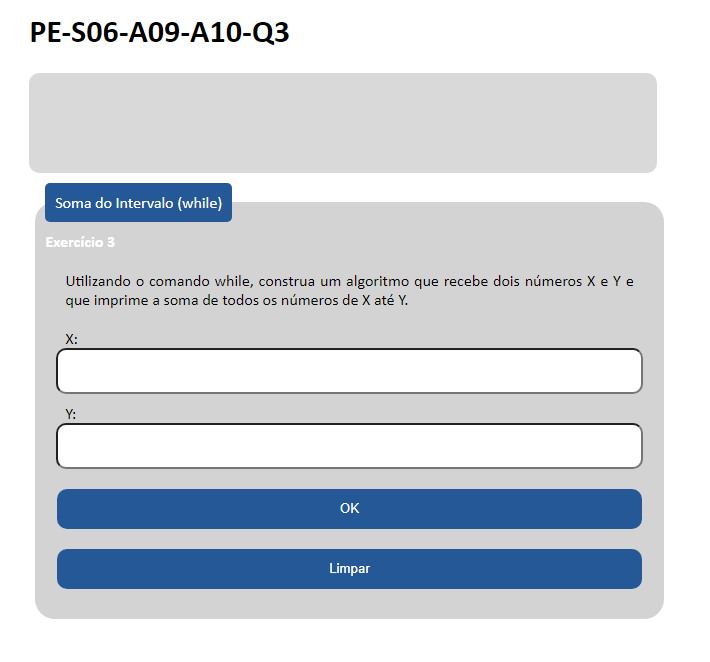 PE-S06-A09-A10-Q3
Soma do Intervalo (while)
Exercício 3
Utilizando o comando while, construa um algoritmo que recebe dois números X e Y e
que imprime a soma de todos os números de X até Y.
X:
Y:
OK
Limpar